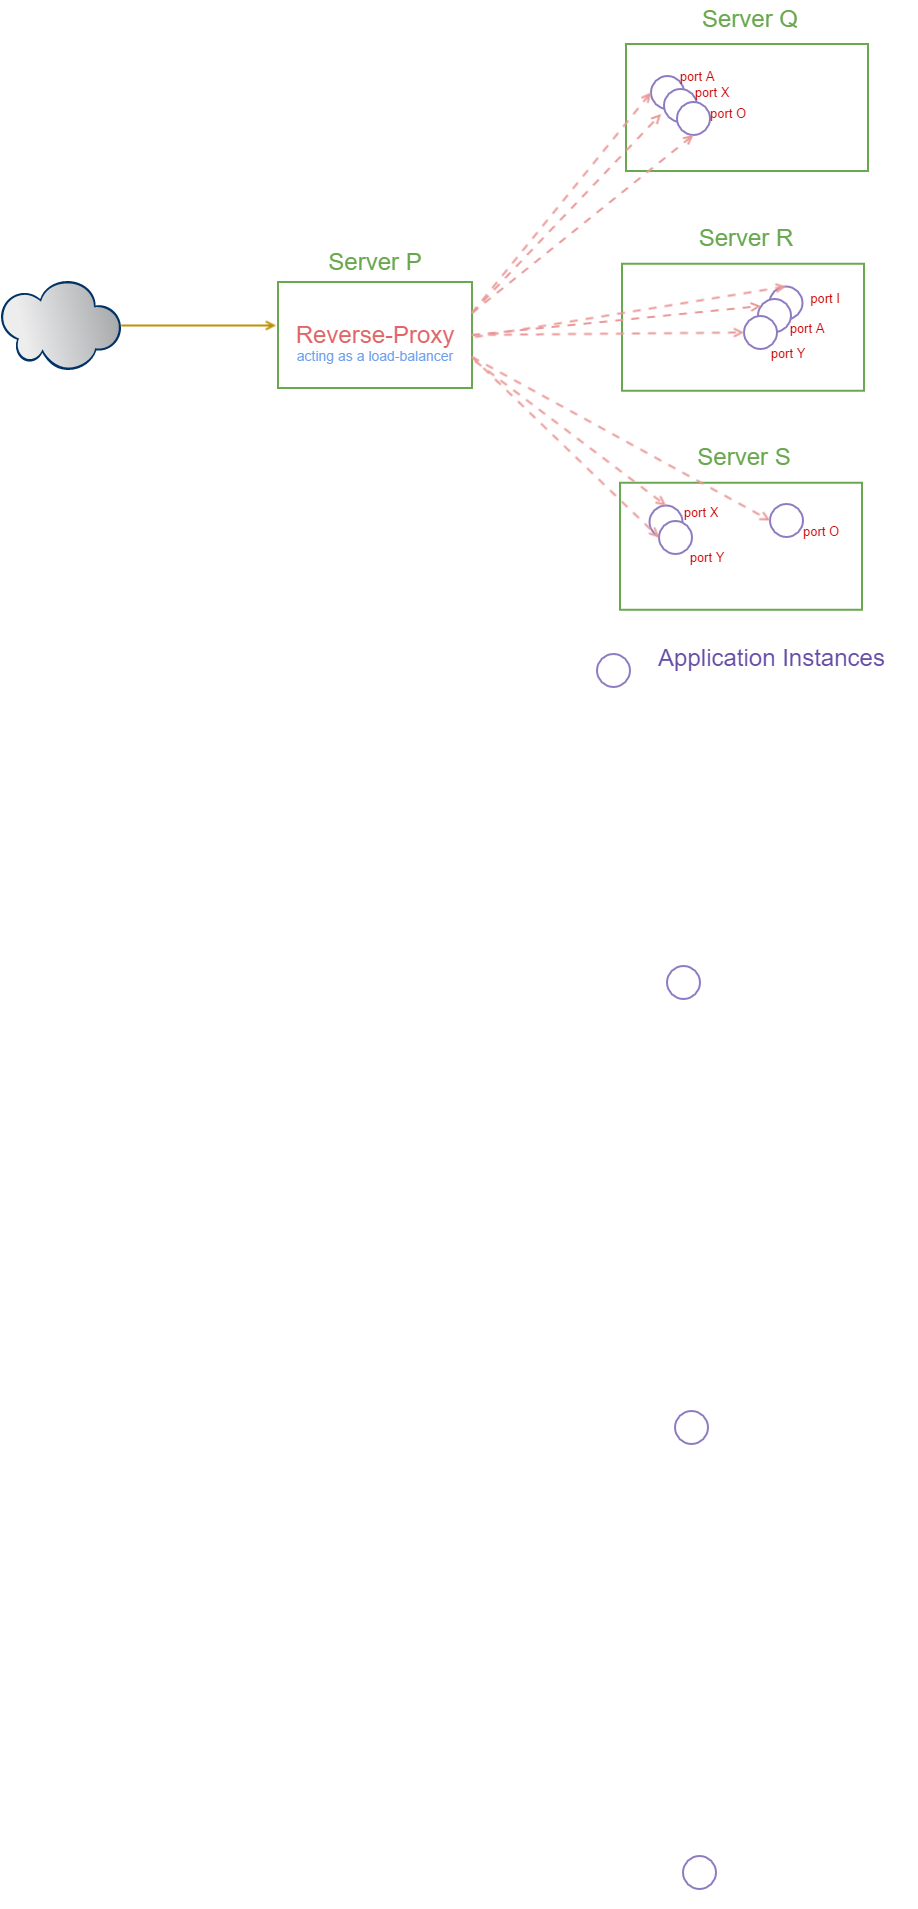 Server Q
port A
port X
port O
Server R
Server P
port I
Reverse-Proxy
port A
acting as a load-balancer
port Y
Server S
port X
port O
port Y
Application Instances